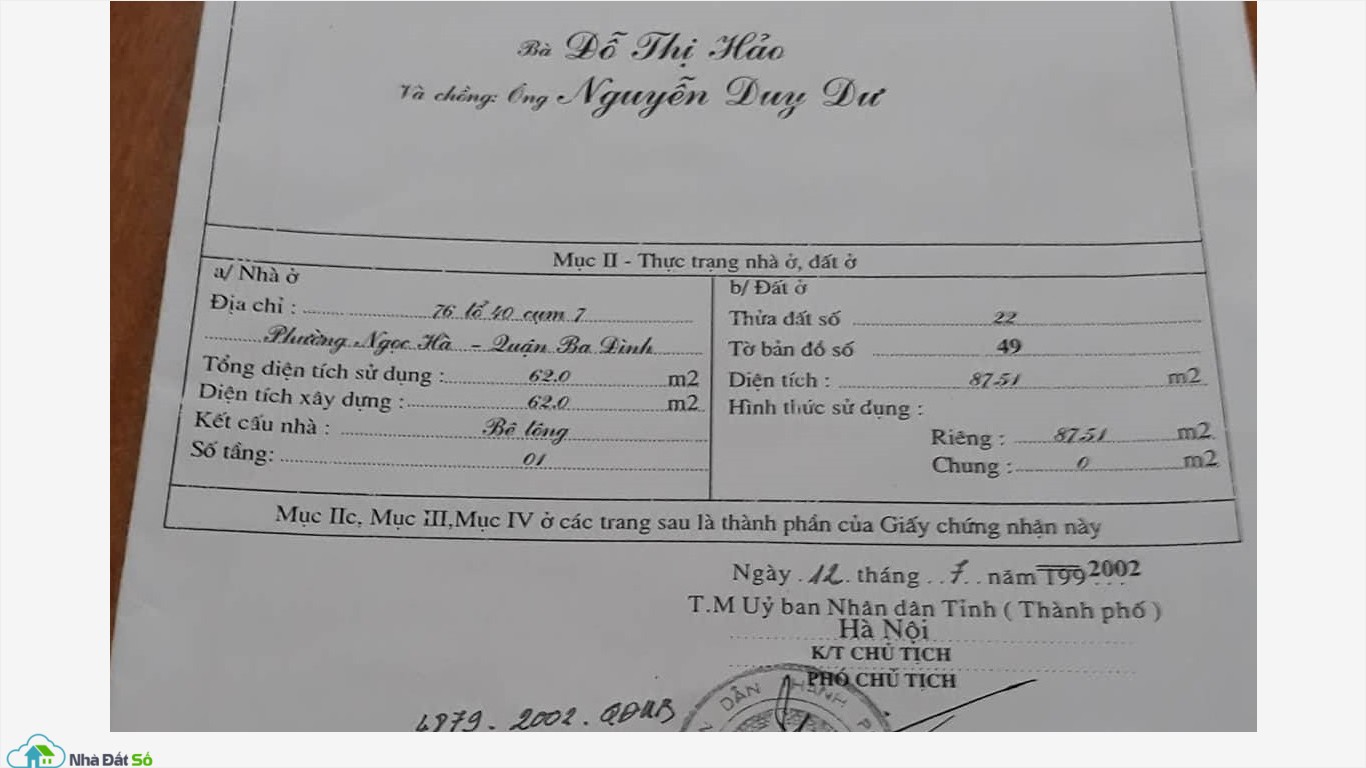 Bà Đỗ Thị Hảo
Và chồng: Ông Nguyễn Duy Dư
Mục II - Thực trạng nhà ở, đất ở
a/ Nhà ở
Địa chỉ : 76 tổ 40 cụm 7
Phường Ngọc Hà - Quận Ba Đình
Tổng diện tích sử dụng : 62.0 m2
Diện tích xây dựng : 62.0 m2
Kết cấu nhà : Bê tông
Số tầng: 01
b/ Đất ở
Thửa đất số 22
Tờ bản đồ số 49
Diện tích : 87.51 m2
Hình thức sử dụng :
Riêng : 87.51 m2
Chung : 0 m2
Mục IIc, Mục III,Mục IV ở các trang sau là thành phần của Giấy chứng nhận này
Ngày 12 tháng 7 năm 199 2002
T.M Uỷ ban Nhân dân Tỉnh ( Thành phố )
Hà Nội
K/T CHỦ TỊCH
PHÓ CHỦ TỊCH
DÂN THÀNH P
4879. 2002. QĐUB
Nhà Đất Số